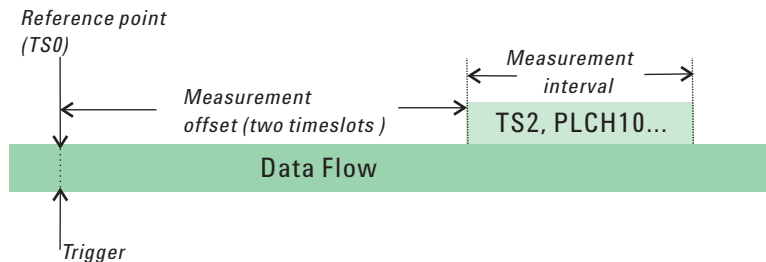 Reference point
(TS0)
Measurement
offset (two timeslots )
Measurement
interval
TS2, PLCH10...
Data Flow
Trigger